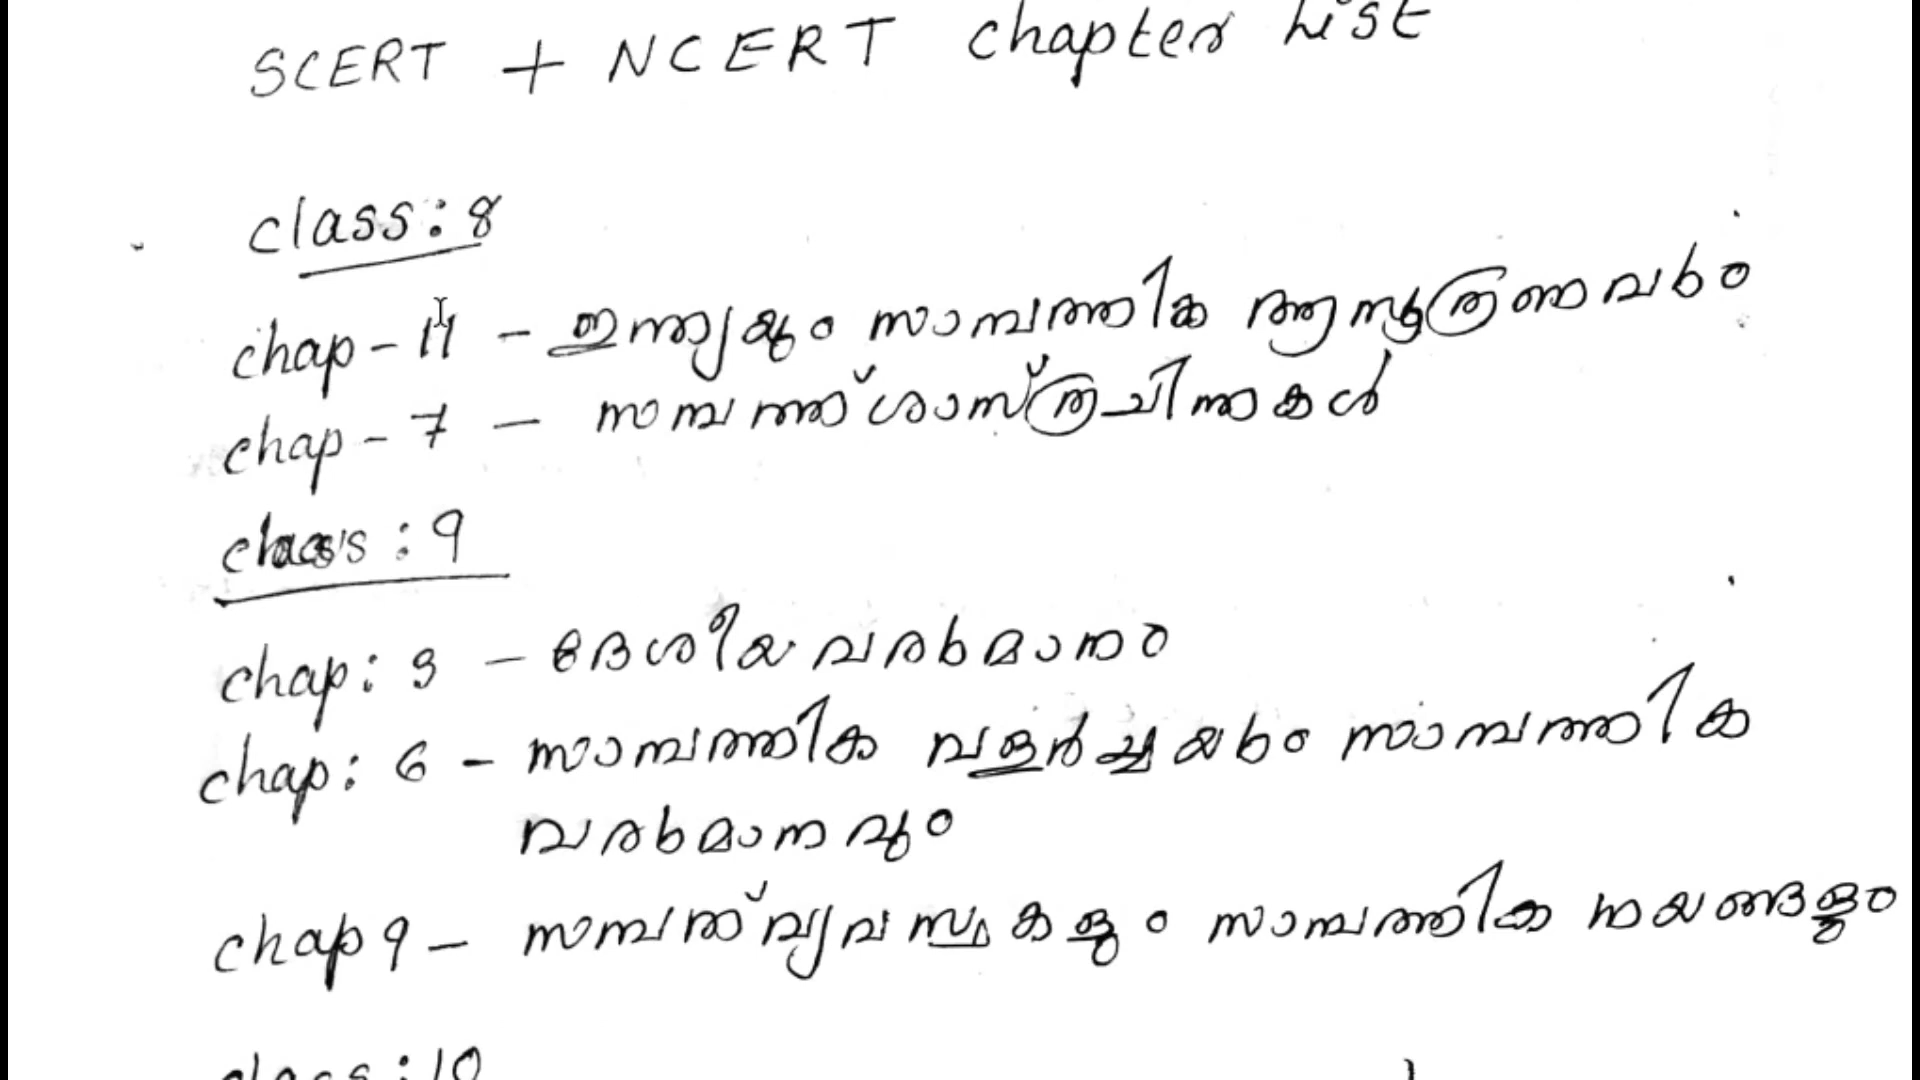 SCERT + NCERT chapter list
class: 8
chap - 11 - ഇന്ത്യയും സാമ്പത്തിക ആസൂത്രണവും
chap - 7 - സമ്പത്ത്ശാസ്ത്രചിന്തകൾ
class : 9
chap: 3 - ദേശീയ വരുമാനം
chap: 6 - സാമ്പത്തിക വളർച്ചയും സാമ്പത്തിക
വരുമാനവും
chap 9 - സമ്പത്വ്യവസ്ഥകളും സാമ്പത്തിക നയങ്ങളും
class : 10